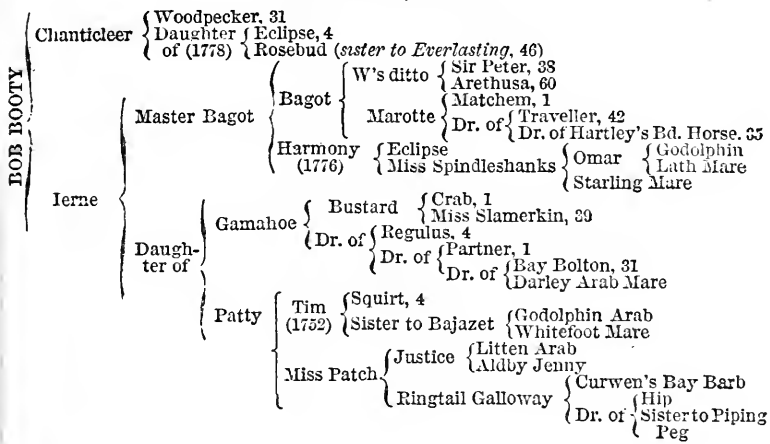 Woodpecker, 31
Chanticleer Daughter Eclipse, 4
of (1778) Rosebud (sister to Everlasting, 46)
BOB BOOTY
W's ditto Sir Peter, 38
Arethusa, 60
Bagot
Master Bagot
Marotte Matchem, 1
Dr. of Traveller, 42
Dr. of Hartley's Bd. Horse. 35
Harmony Eclipse
(1776) Miss Spindleshanks Omar Godolphin
Lath Mare
Starling Mare
Ierne
Gamahoe Bustard Crab, 1
Miss Slamerkin, 39
Dr. of Regulus, 4
Dr. of Partner, 1
Dr. of Bay Bolton, 31
Darley Arab Mare
Daugh-
ter of
Patty Tim Squirt, 4
(1752) Sister to Bajazet Godolphin Arab
Whitefoot Mare
Miss Patch Justice Litten Arab
Aldby Jenny
Ringtail Galloway Curwen's Bay Barb
Dr. of Hip
Sister to Piping
Peg